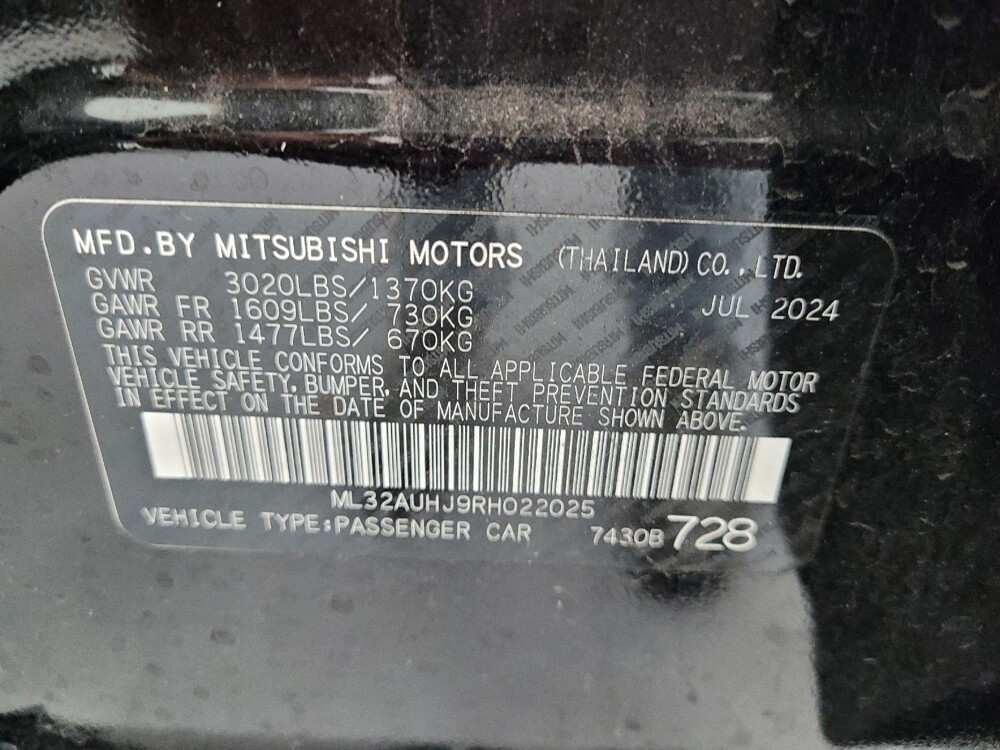 MFD.BY MITSUBISHI MOTORS (THAILAND) CO., LTD.
GVWR 3020LBS/1370KG JUL 2024
GAWR FR 1609LBS/ 730KG
GAWR RR 1477LBS/ 670KG
THIS VEHICLE CONFORMS TO ALL APPLICABLE FEDERAL MOTOR
VEHICLE SAFETY, BUMPER, AND THEFT PREVENTION STANDARDS
IN EFFECT ON THE DATE OF MANUFACTURE SHOWN ABOVE.
ML32AUHJ9RH022025
VEHICLE TYPE:PASSENGER CAR 7430B 728